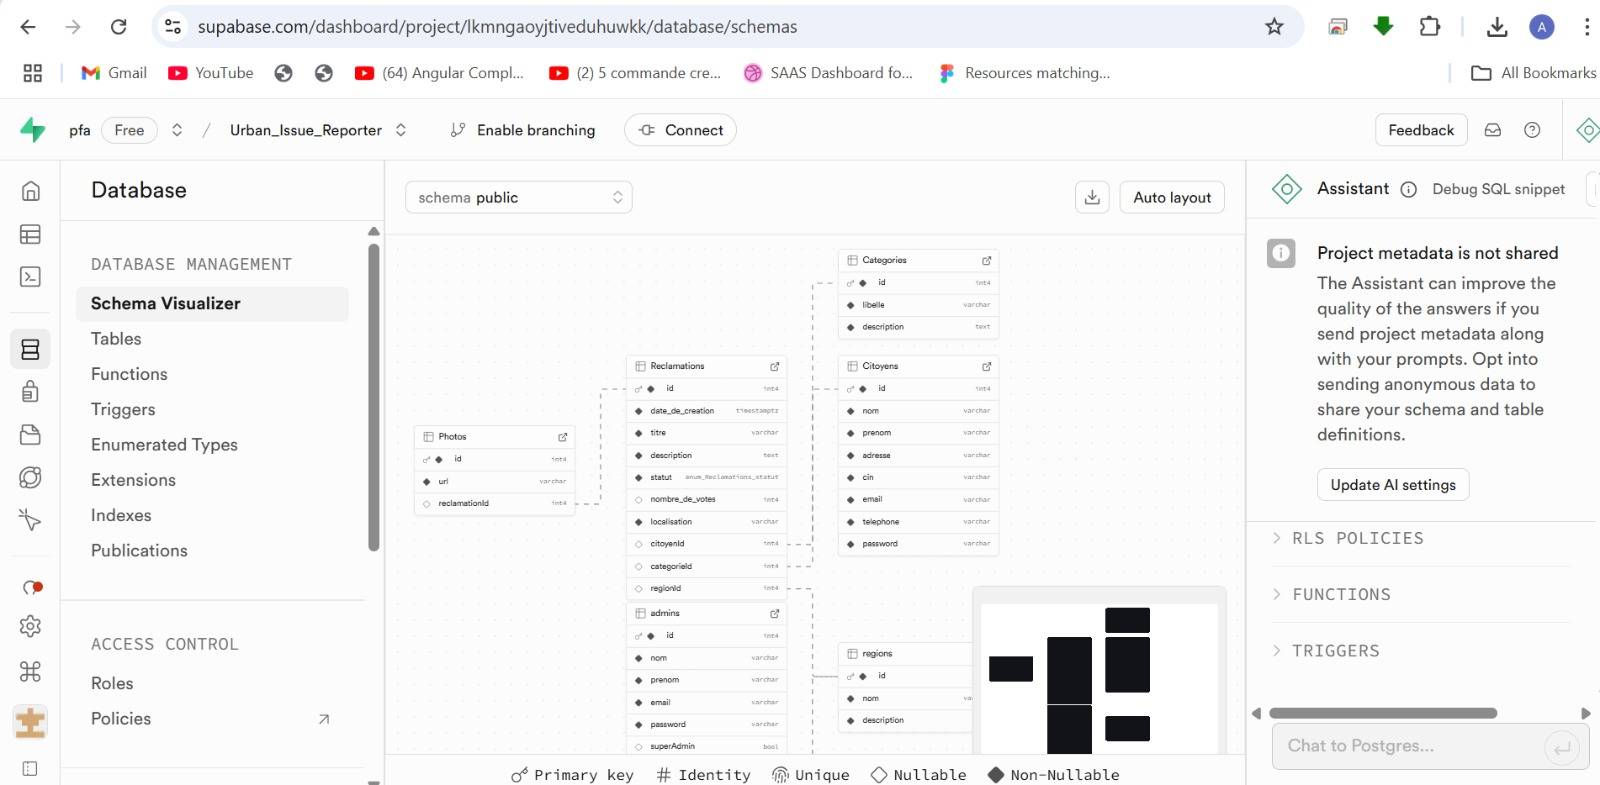 supabase.com/dashboard/project/lkmngaoyjtiveduhuwkk/database/schemas
A
Gmail
YouTube
(64) Angular Compl...
(2) 5 commande cre...
SAAS Dashboard fo...
Resources matching...
All Bookmarks
pfa Free / Urban_Issue_Reporter
Enable branching
Connect
Feedback
Database
DATABASE MANAGEMENT
Schema Visualizer
Tables
Functions
Triggers
Enumerated Types
Extensions
Indexes
Publications
ACCESS CONTROL
Roles
Policies
schema public
Auto layout
Photos
id int4
url varchar
reclamationId int4
Reclamations
id int4
date_de_creation timestamptz
titre varchar
description text
statut enum_Reclamations_statut
nombre_de_votes int4
localisation varchar
citoyenId int4
categorieId int4
regionId int4
admins
id int4
nom varchar
prenom varchar
email varchar
password varchar
superAdmin bool
Categories
id int4
libelle varchar
description text
Citoyens
id int4
nom varchar
prenom varchar
adresse varchar
cin varchar
email varchar
telephone varchar
password varchar
regions
id
nom va
description
Primary key
Identity
Unique
Nullable
Non-Nullable
Assistant
Debug SQL snippet
Project metadata is not shared
The Assistant can improve the
quality of the answers if you
send project metadata along
with your prompts. Opt into
sending anonymous data to
share your schema and table
definitions.
Update AI settings
RLS POLICIES
FUNCTIONS
TRIGGERS
Chat to Postgres...